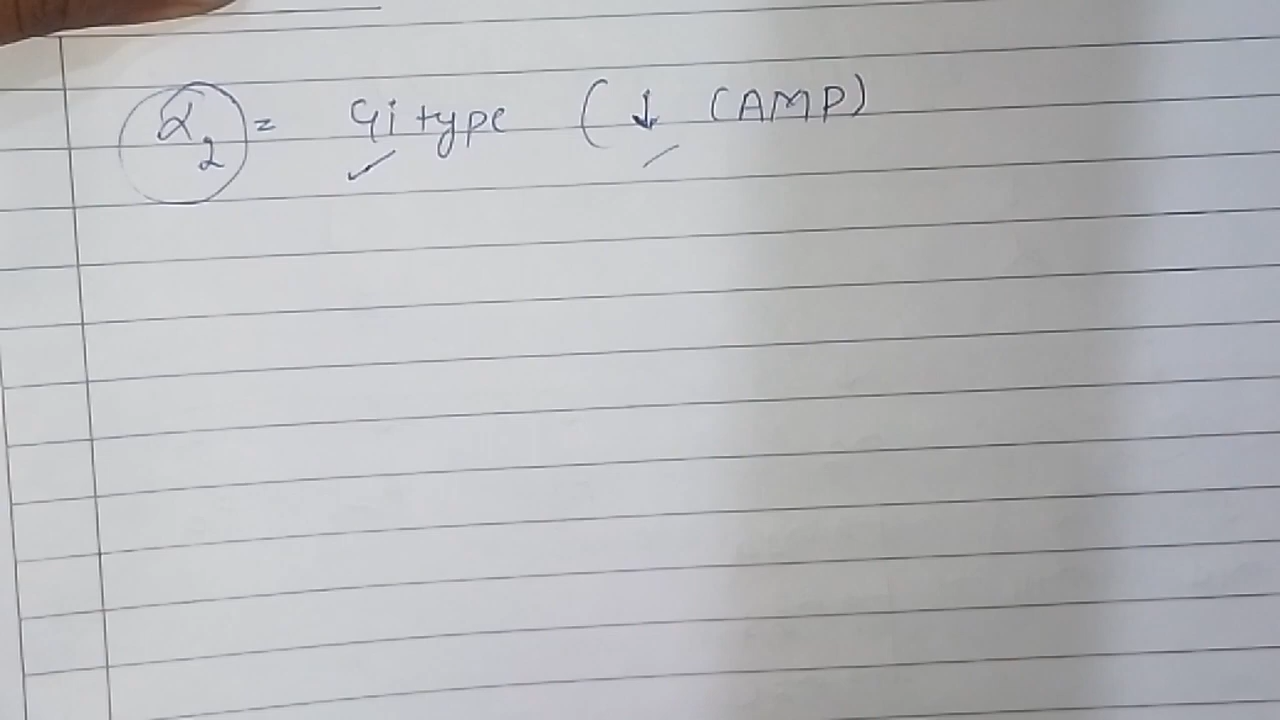 α₂ = Gi type (↓ CAMP)